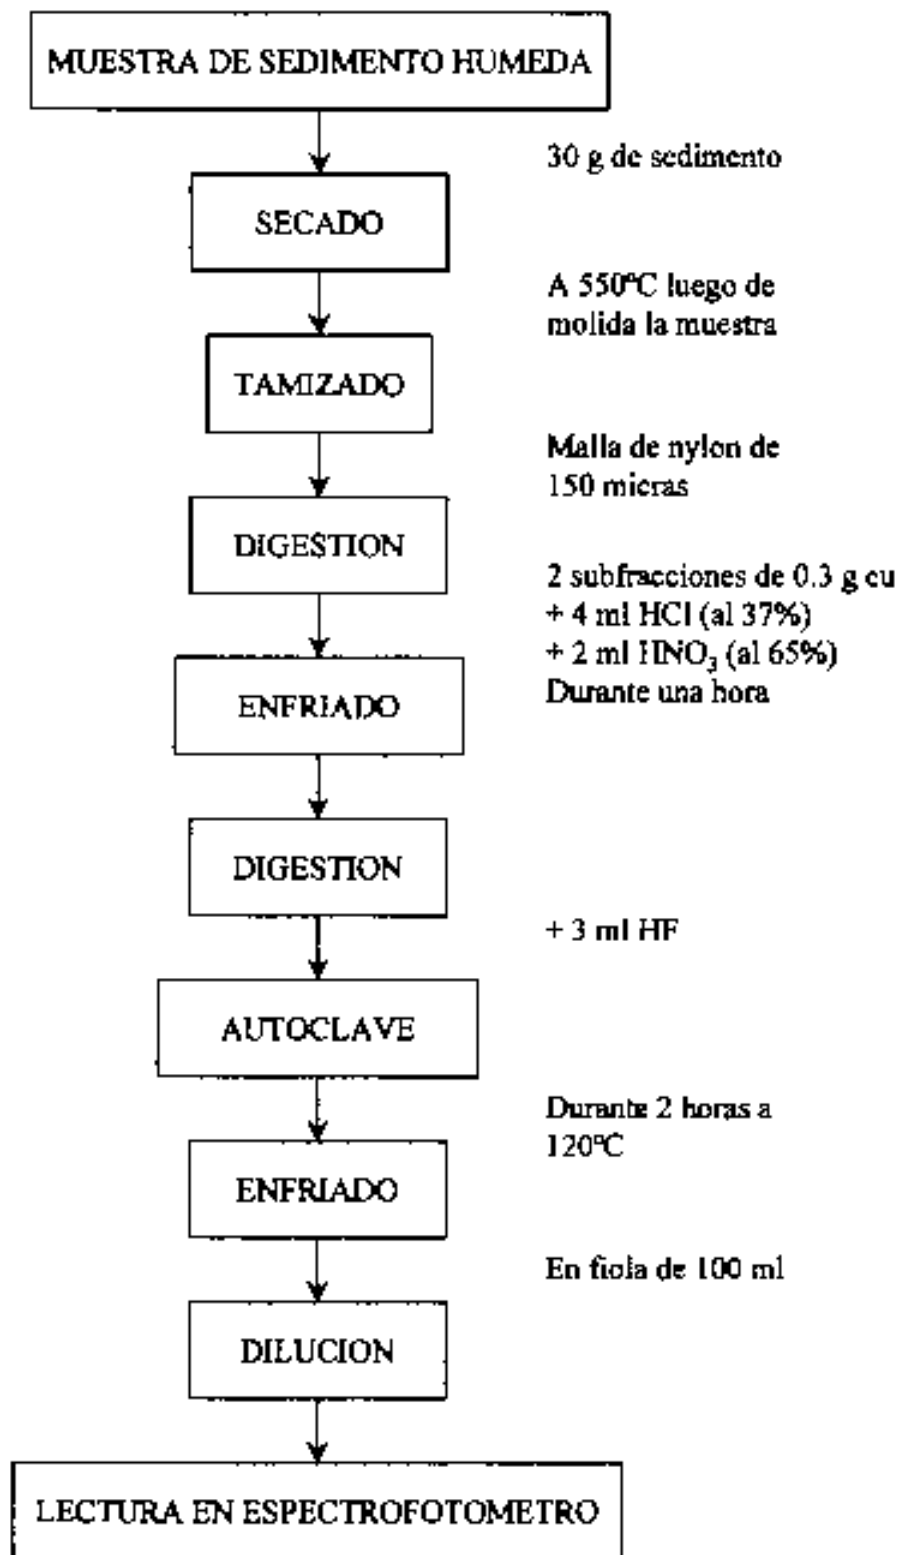 MUESTRA DE SEDIMENTO HUMEDA
30 g de sedimento
SECADO
A 550ºC luego de
molida la muestra
TAMIZADO
Malla de nylon de
150 micras
DIGESTION
2 subfracciones de 0.3 g cu
+ 4 ml HCl (al 37%)
+ 2 ml HNO₃ (al 65%)
Durante una hora
ENFRIADO
DIGESTION
+ 3 ml HF
AUTOCLAVE
Durante 2 horas a
120ºC
ENFRIADO
En fiola de 100 ml
DILUCION
LECTURA EN ESPECTROFOTOMETRO